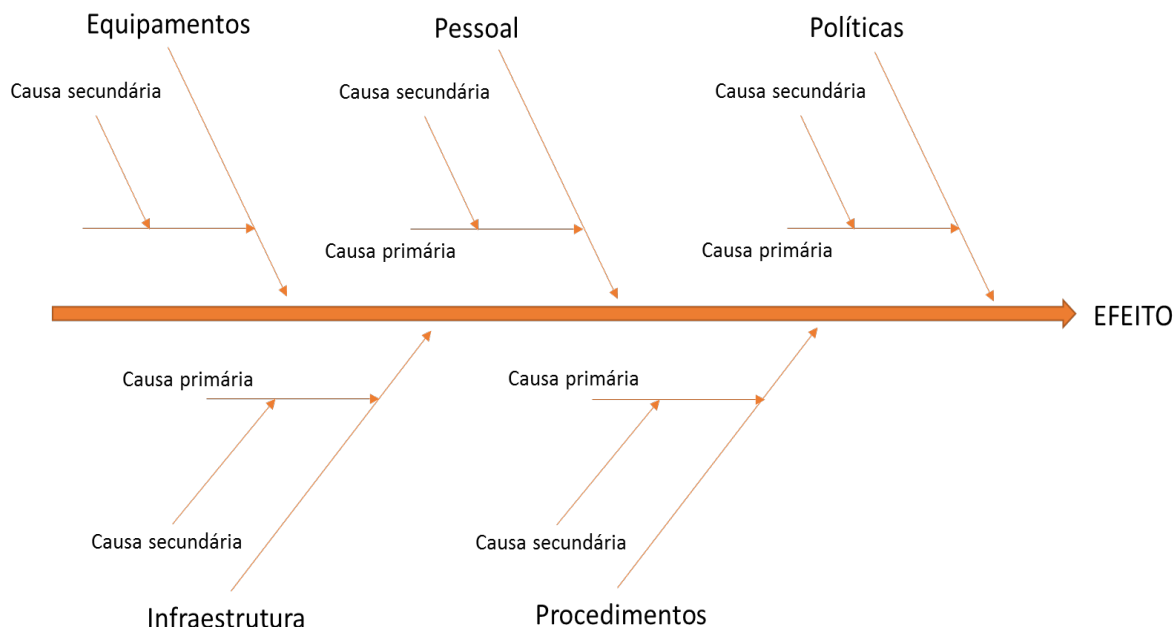 Equipamentos
Pessoal
Políticas
Causa secundária
Causa secundária
Causa secundária
Causa primária
Causa primária
EFEITO
Causa primária
Causa primária
Causa secundária
Causa secundária
Infraestrutura
Procedimentos